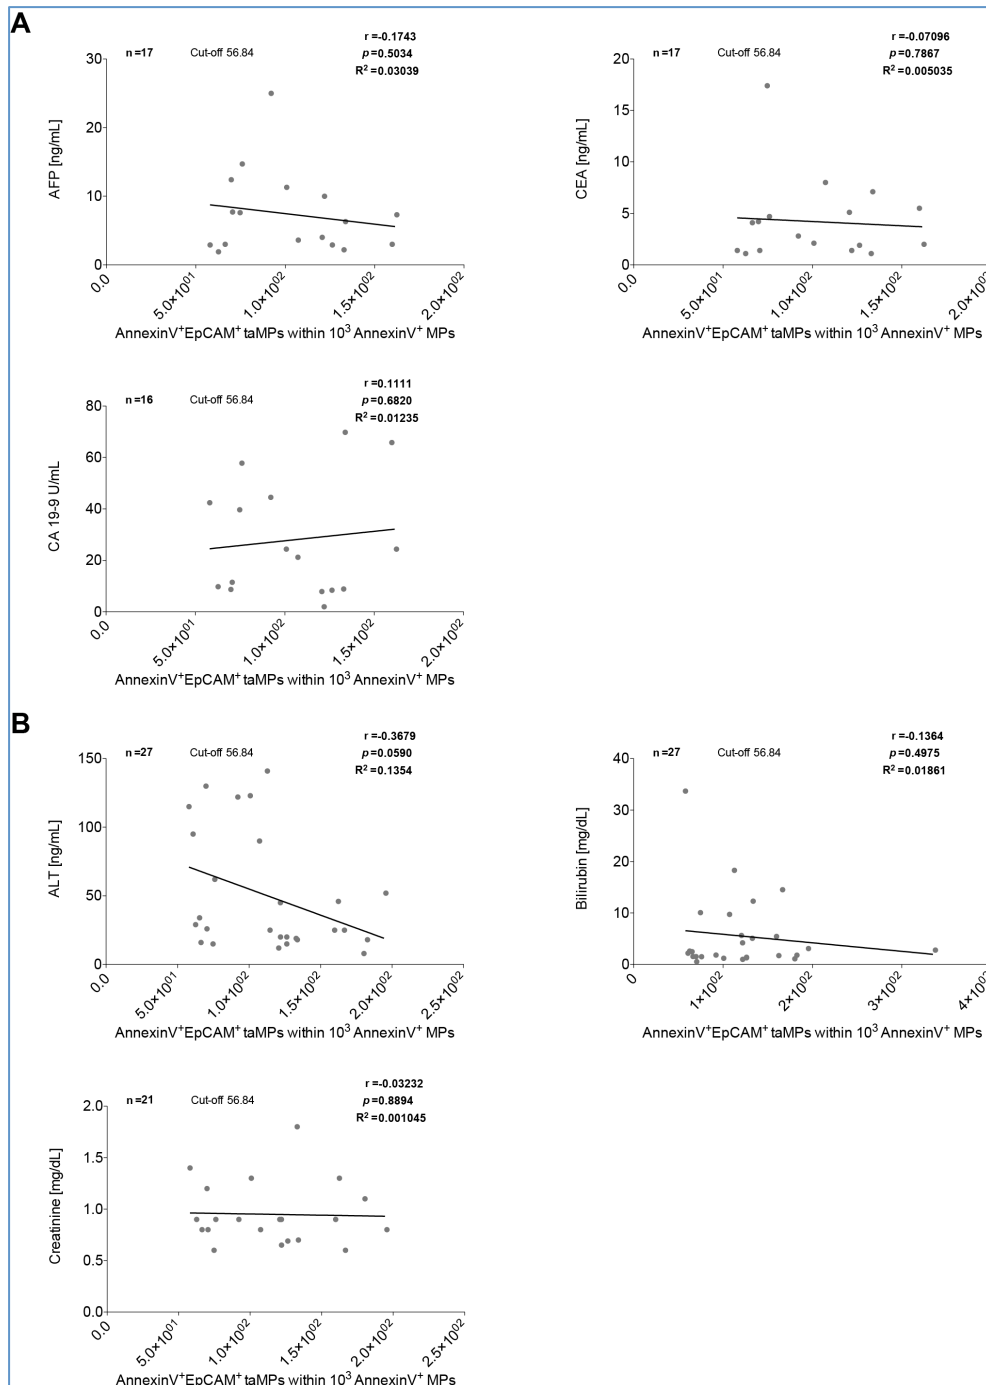 A
n=17 Cut-off 56.84
r=-0.1743
p=0.5034
R²=0.03039
AFP [ng/mL]
30
20
10
0
0.0 5.0×10⁰¹ 1.0×10⁰² 1.5×10⁰² 2.0×10⁰²
AnnexinV⁺EpCAM⁺ taMPs within 10³ AnnexinV⁺ MPs
n=17 Cut-off 56.84
r=-0.07096
p=0.7867
R²=0.005035
CEA [ng/mL]
20
15
10
5
0
0.0 5.0×10⁰¹ 1.0×10⁰² 1.5×10⁰² 2.0×10⁰
AnnexinV⁺EpCAM⁺ taMPs within 10³ AnnexinV⁺ MPs
n=16 Cut-off 56.84
r=0.1111
p=0.6820
R²=0.01235
CA 19-9 U/mL
80
60
40
20
0
0.0 5.0×10⁰¹ 1.0×10⁰² 1.5×10⁰² 2.0×10⁰²
AnnexinV⁺EpCAM⁺ taMPs within 10³ AnnexinV⁺ MPs
B
n=27 Cut-off 56.84
r=-0.3679
p=0.0590
R²=0.1354
ALT [ng/mL]
150
100
50
0
0.0 5.0×10⁰¹ 1.0×10⁰² 1.5×10⁰² 2.0×10⁰² 2.5×10⁰²
AnnexinV⁺EpCAM⁺ taMPs within 10³ AnnexinV⁺ MPs
n=27 Cut-off 56.84
r=-0.1364
p=0.4975
R²=0.01861
Bilirubin [mg/dL]
40
30
20
10
0
0 1×10⁰² 2×10⁰² 3×10⁰² 4×10⁰
AnnexinV⁺EpCAM⁺ taMPs within 10³ AnnexinV⁺ MPs
n=21 Cut-off 56.84
r=-0.03232
p=0.8894
R²=0.001045
Creatinine [mg/dL]
2.0
1.5
1.0
0.5
0.0
0.0 5.0×10⁰¹ 1.0×10⁰² 1.5×10⁰² 2.0×10⁰² 2.5×10⁰²
AnnexinV⁺EpCAM⁺ taMPs within 10³ AnnexinV⁺ MPs